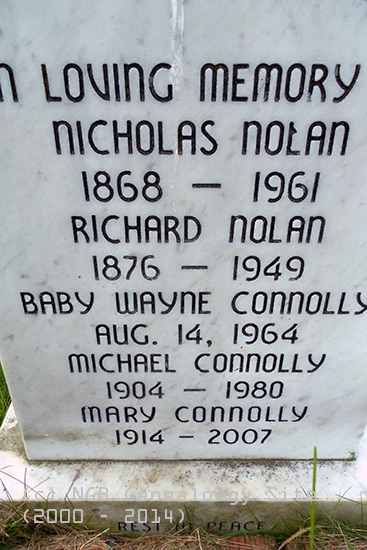 In LOVING MEMORY
NICHOLAS NOLAN
1868 — 1961
RICHARD NOLAN
1876 — 1949
BABY WAYNE CONNOLLY
AUG. 14, 1964
MICHAEL CONNOLLY
1904 — 1980
MARY CONNOLLY
1914 - 2007
(c) NGB Genealogy Site
(2000 - 2014)
REST IN PEACE